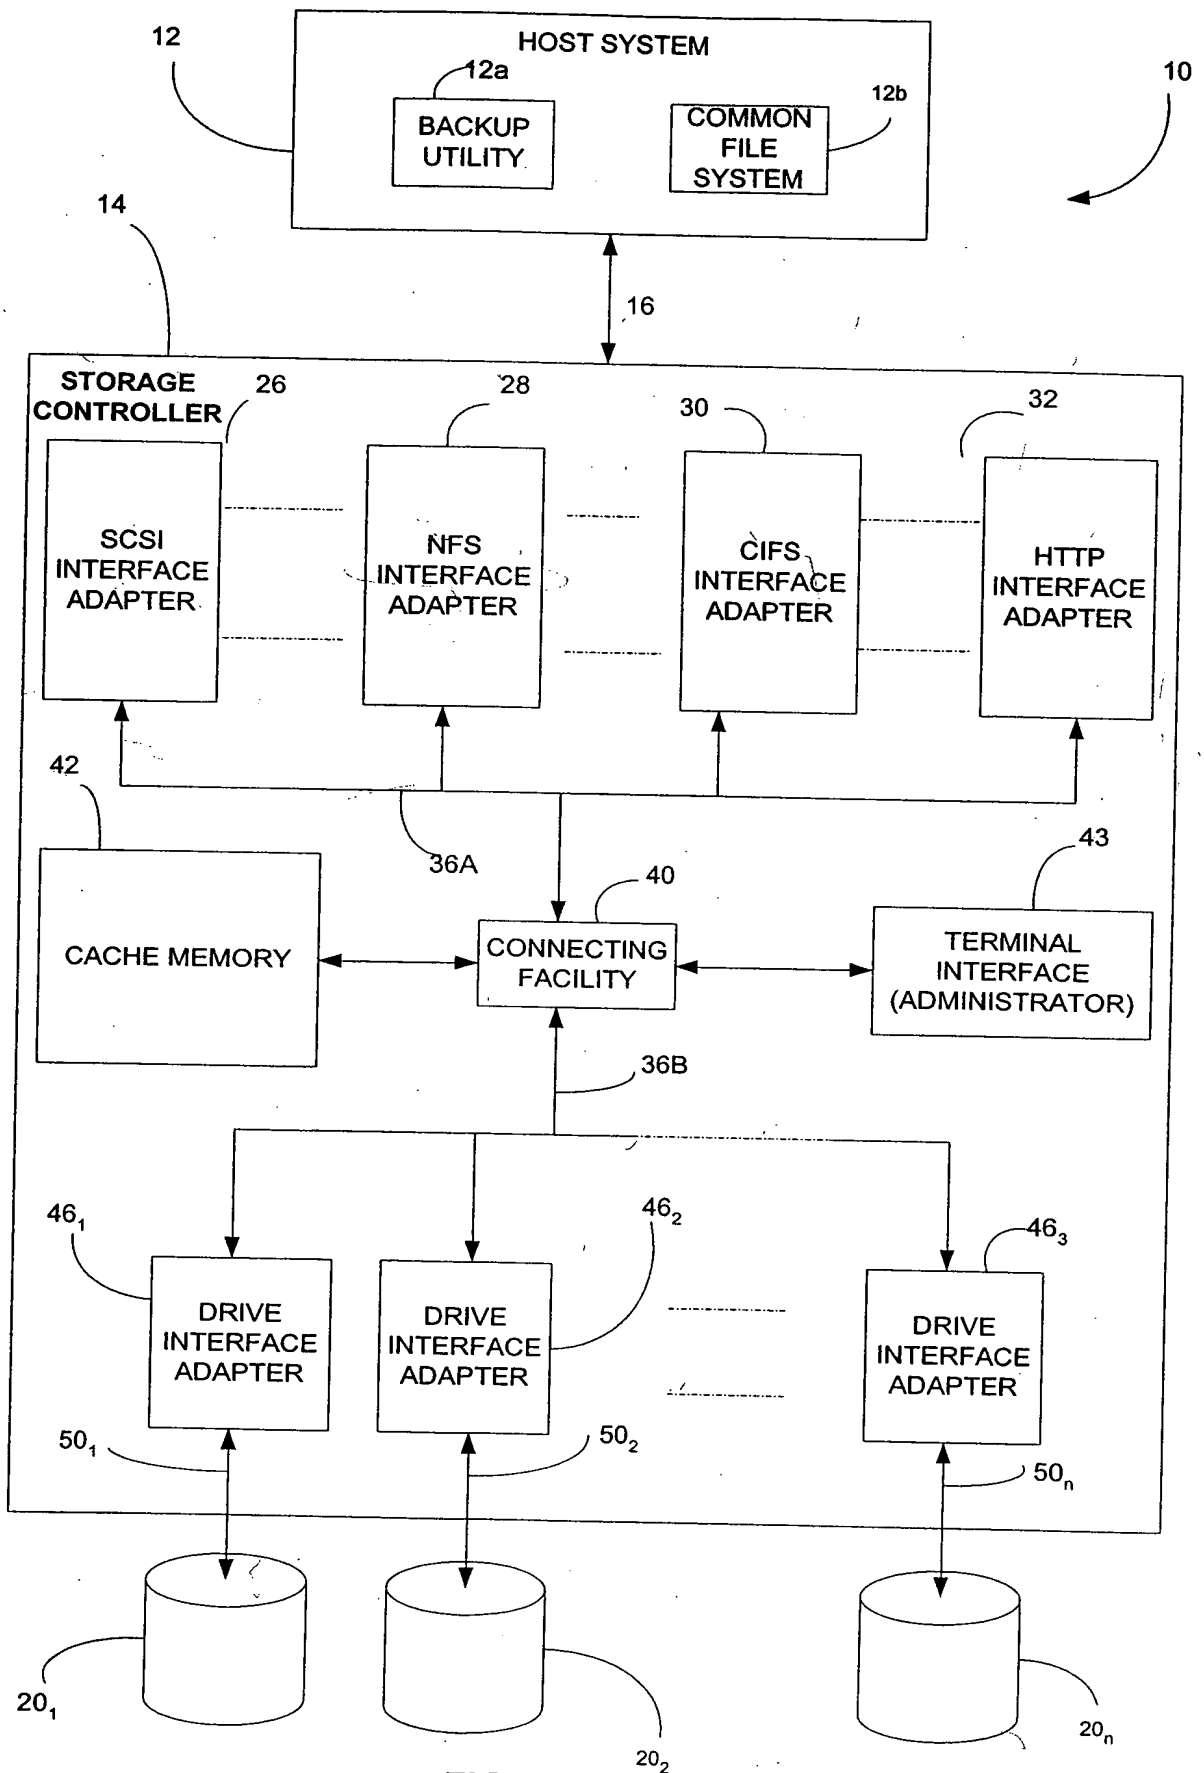 12
HOST SYSTEM
12a
12b
10
BACKUP
UTILITY
COMMON
FILE
SYSTEM
14
16
STORAGE
CONTROLLER
26
28
30
32
SCSI
INTERFACE
ADAPTER
NFS
INTERFACE
ADAPTER
CIFS
INTERFACE
ADAPTER
HTTP
INTERFACE
ADAPTER
42
36A
40
43
CACHE MEMORY
CONNECTING
FACILITY
TERMINAL
INTERFACE
(ADMINISTRATOR)
36B
46₁
46₂
46₃
DRIVE
INTERFACE
ADAPTER
DRIVE
INTERFACE
ADAPTER
DRIVE
INTERFACE
ADAPTER
50₁
50₂
50ₙ
20₁
20₂
20ₙ